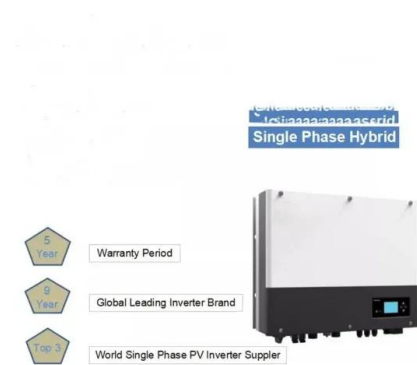 Single Phase Hybrid
5
Year
Warranty Period
9
Year
Global Leading Inverter Brand
Top 3
World Single Phase PV Inverter Suppler